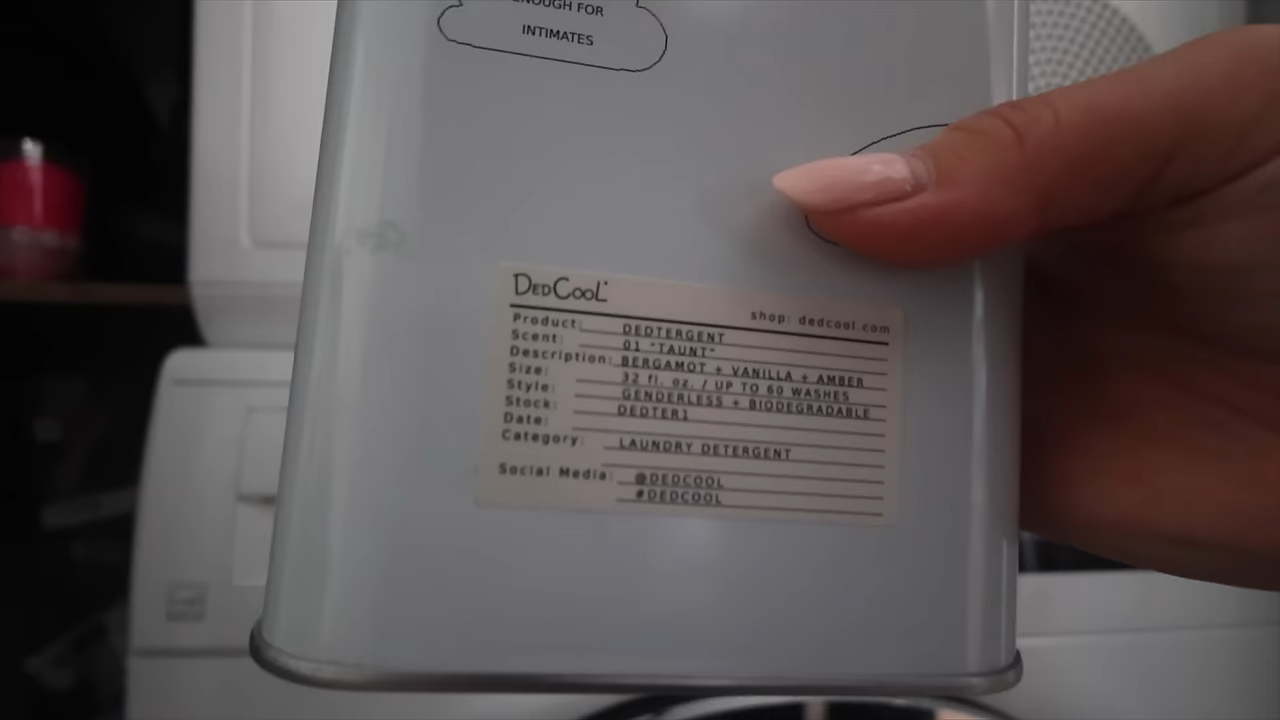 ENOUGH FOR
INTIMATES
DEDCOOL
shop: dedcool.com
Product: DEDTERGENT
Scent: 01 "TAUNT"
Description: BERGAMOT + VANILLA + AMBER
Size: 32 fl. oz. / UP TO 60 WASHES
Style: GENDERLESS + BIODEGRADABLE
Stock: DEDTER1
Date:
Category: LAUNDRY DETERGENT
Social Media: @DEDCOOL
#DEDCOOL